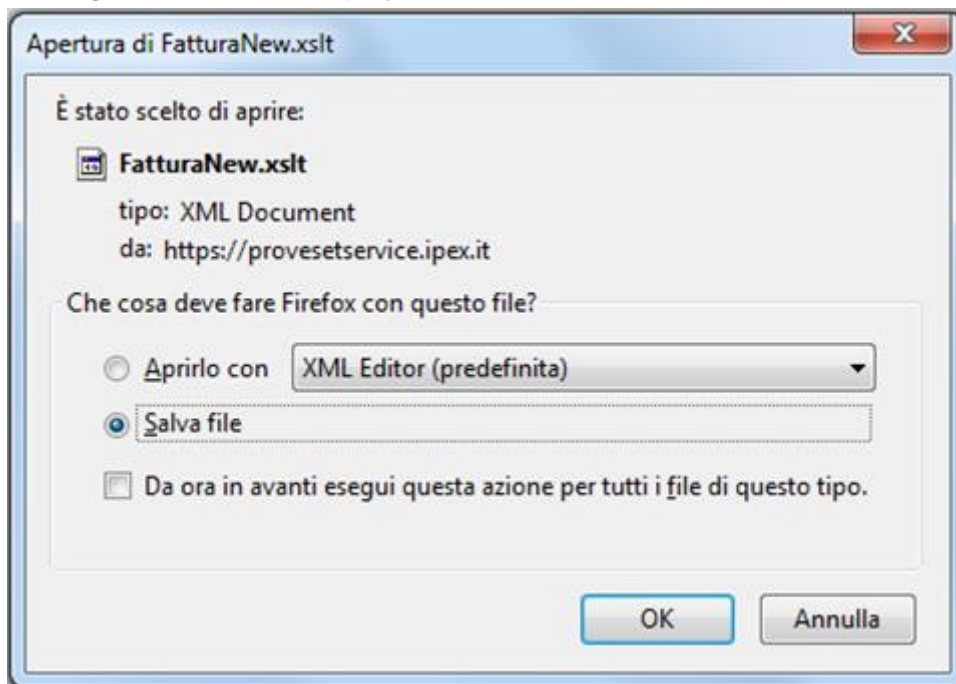 Apertura di FatturaNew.xslt
È stato scelto di aprire:
FatturaNew.xslt
tipo: XML Document
da: https://provesetservice.ipex.it
Che cosa deve fare Firefox con questo file?
Aprirlo con XML Editor (predefinita)
Salva file
Da ora in avanti esegui questa azione per tutti i file di questo tipo.
OK Annulla